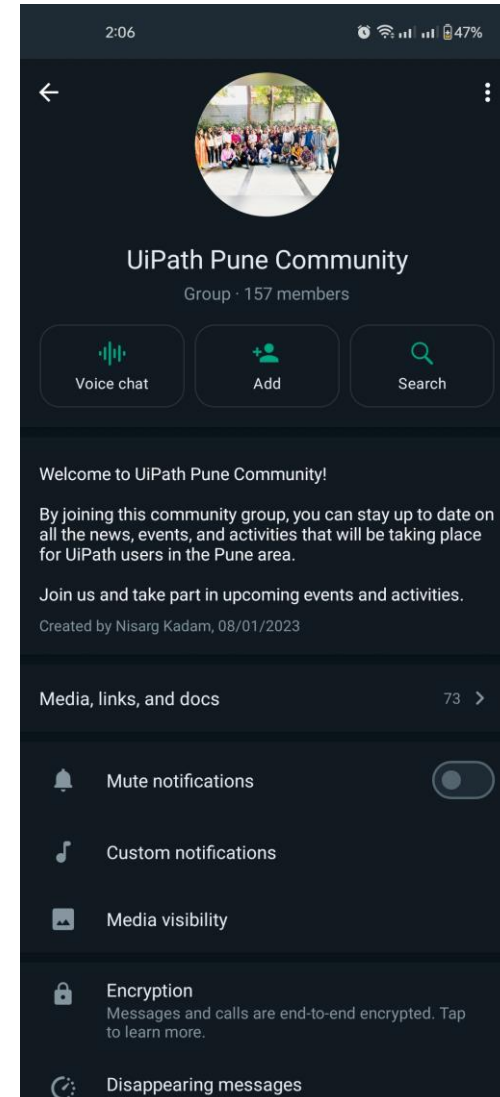 2:06 47%
UiPath Pune Community
Group · 157 members
Voice chat Add Search
Welcome to UiPath Pune Community!
By joining this community group, you can stay up to date on
all the news, events, and activities that will be taking place
for UiPath users in the Pune area.
Join us and take part in upcoming events and activities.
Created by Nisarg Kadam, 08/01/2023
Media, links, and docs 73
Mute notifications
Custom notifications
Media visibility
Encryption
Messages and calls are end-to-end encrypted. Tap
to learn more.
Disappearing messages